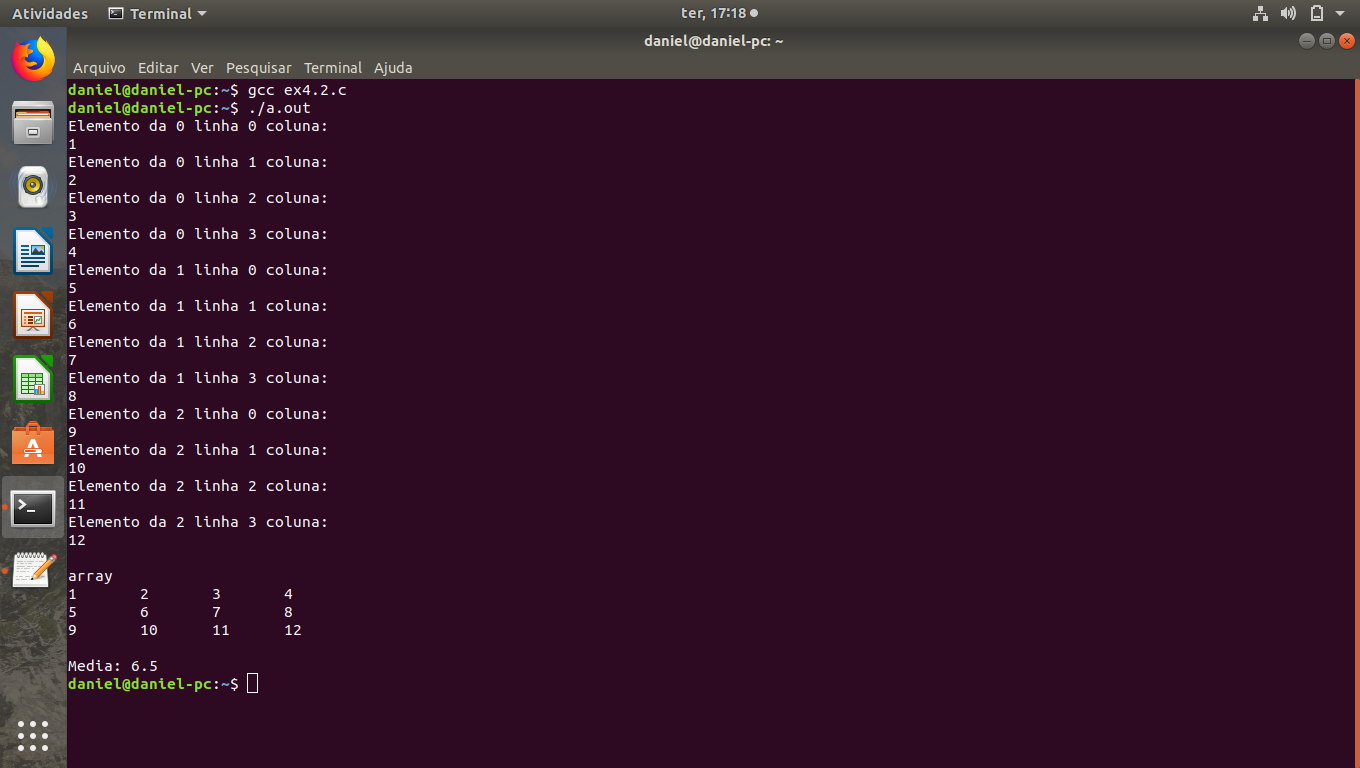 Atividades Terminal ter, 17:18
daniel@daniel-pc: ~
Arquivo Editar Ver Pesquisar Terminal Ajuda
daniel@daniel-pc:~$ gcc ex4.2.c
daniel@daniel-pc:~$ ./a.out
Elemento da 0 linha 0 coluna:
1
Elemento da 0 linha 1 coluna:
2
Elemento da 0 linha 2 coluna:
3
Elemento da 0 linha 3 coluna:
4
Elemento da 1 linha 0 coluna:
5
Elemento da 1 linha 1 coluna:
6
Elemento da 1 linha 2 coluna:
7
Elemento da 1 linha 3 coluna:
8
Elemento da 2 linha 0 coluna:
9
Elemento da 2 linha 1 coluna:
10
Elemento da 2 linha 2 coluna:
11
Elemento da 2 linha 3 coluna:
12
array
1 2 3 4
5 6 7 8
9 10 11 12
Media: 6.5
daniel@daniel-pc:~$